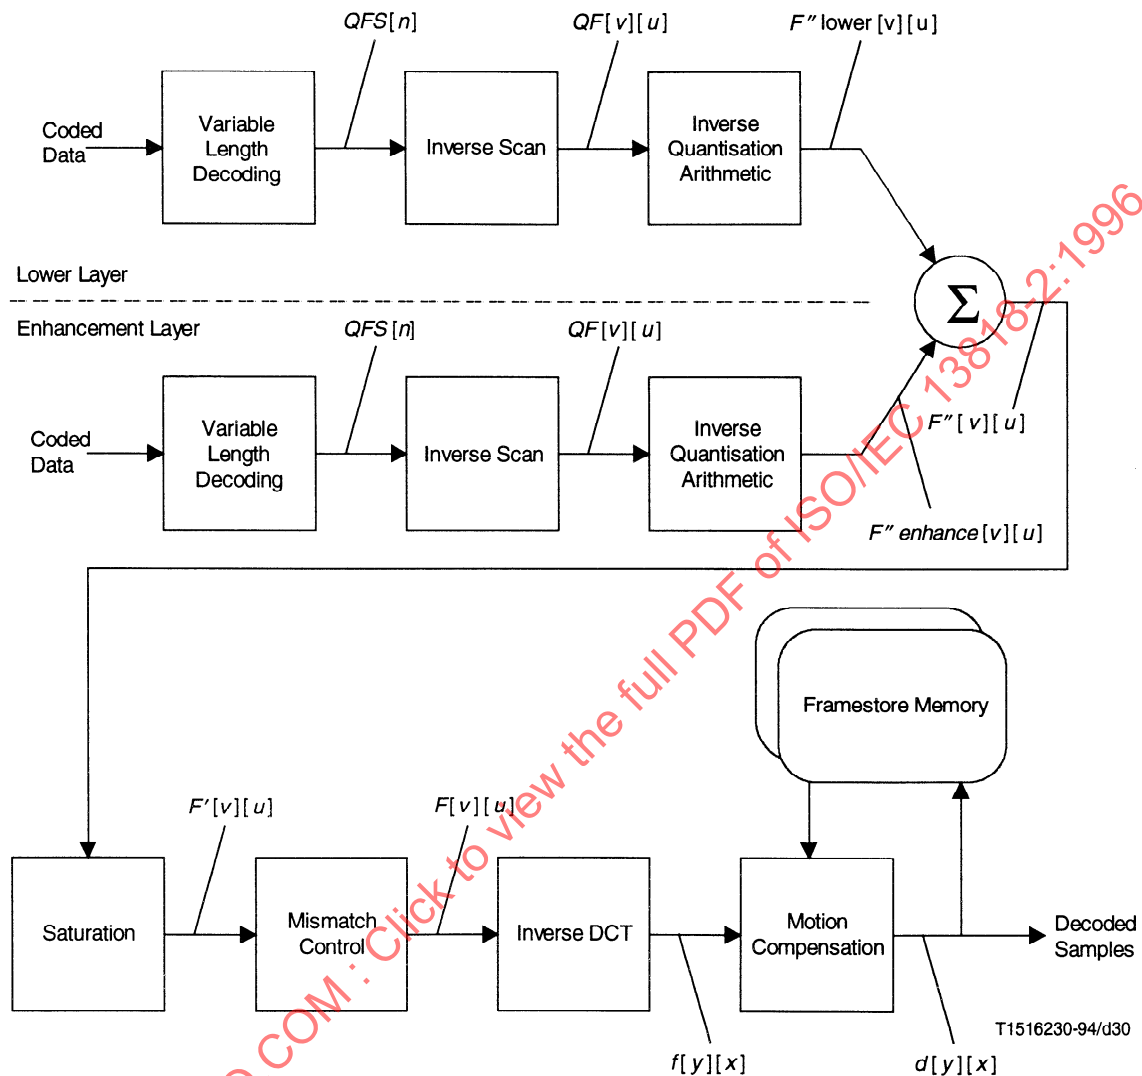 QFS[n]
QF[v][u]
F″ lower[v][u]
Coded
Data
Variable
Length
Decoding
Inverse Scan
Inverse
Quantisation
Arithmetic
Lower Layer
Σ
Enhancement Layer
QFS[n]
QF[v][u]
F″[v][u]
Coded
Data
Variable
Length
Decoding
Inverse Scan
Inverse
Quantisation
Arithmetic
F″ enhance[v][u]
Framestore Memory
F′[v][u]
F[v][u]
Saturation
Mismatch
Control
Inverse DCT
Motion
Compensation
Decoded
Samples
T1516230-94/d30
f[y][x]
d[y][x]
COM : Click to view the full PDF of ISO/IEC 13818-2:1996